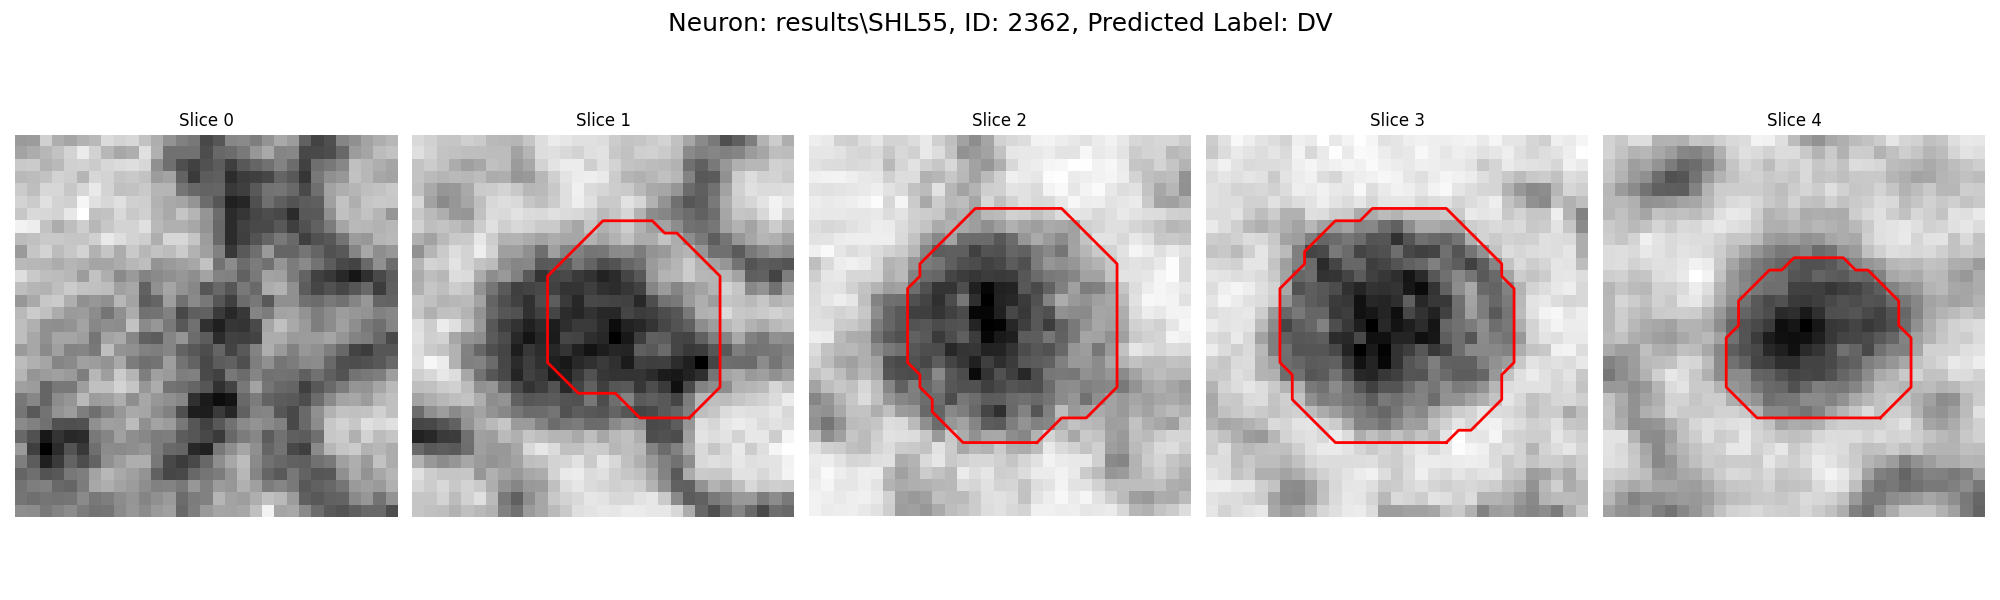 Neuron: results\SHL55, ID: 2362, Predicted Label: DV
Slice 0
Slice 1
Slice 2
Slice 3
Slice 4